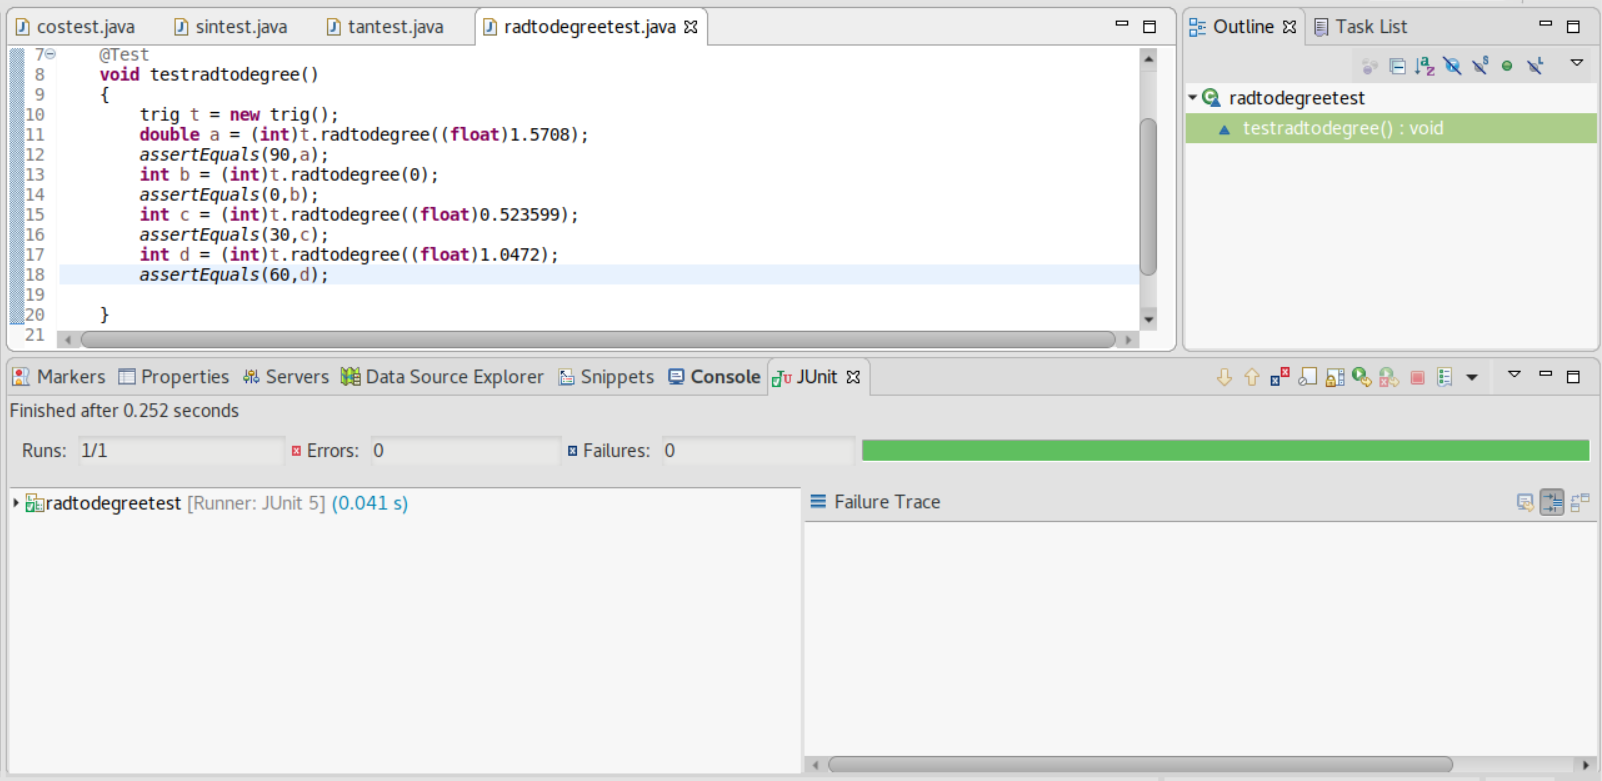 costest.java sintest.java tantest.java radtodegreetest.java
7 @Test
8 void testradtodegree()
9 {
10 trig t = new trig();
11 double a = (int)t.radtodegree((float)1.5708);
12 assertEquals(90,a);
13 int b = (int)t.radtodegree(0);
14 assertEquals(0,b);
15 int c = (int)t.radtodegree((float)0.523599);
16 assertEquals(30,c);
17 int d = (int)t.radtodegree((float)1.0472);
18 assertEquals(60,d);
19
20 }
21
Outline Task List
radtodegreetest
testradtodegree() : void
Markers Properties Servers Data Source Explorer Snippets Console JUnit
Finished after 0.252 seconds
Runs: 1/1 Errors: 0 Failures: 0
radtodegreetest [Runner: JUnit 5] (0.041 s)
Failure Trace